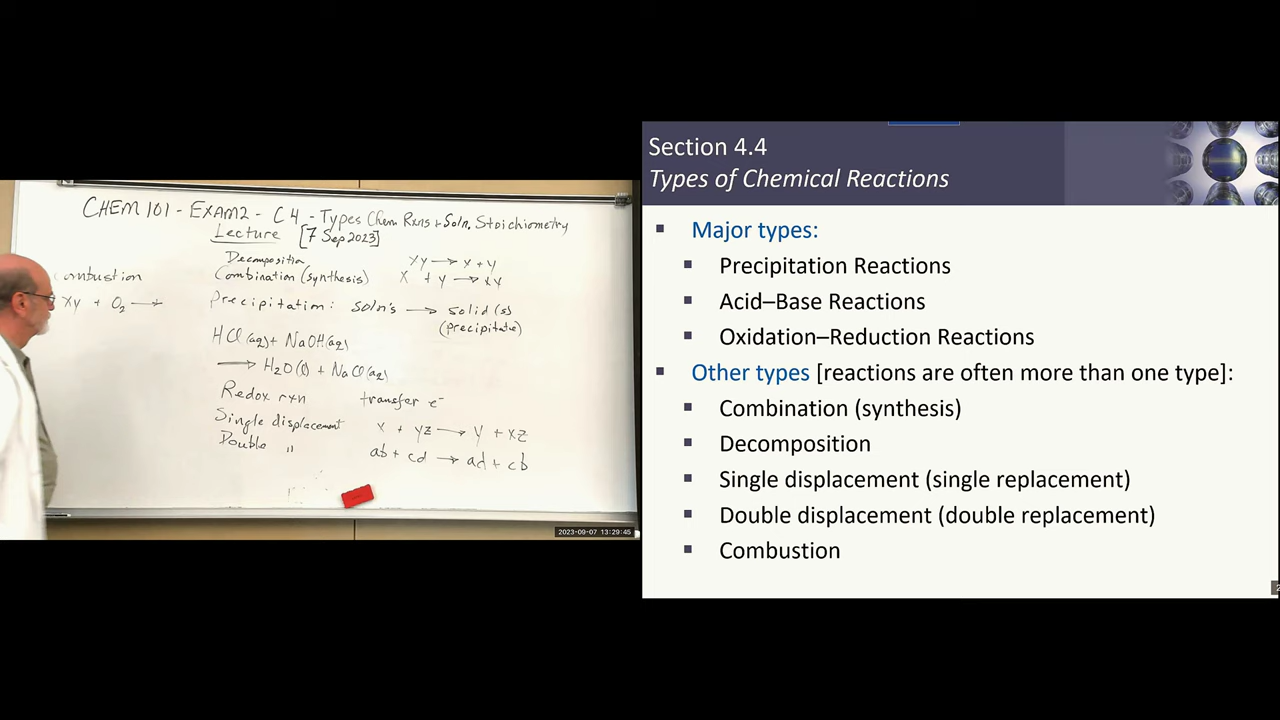 CHEM 101 - EXAM2 - C 4 - Types Chem Rxns + Soln. Stoichiometry
Lecture [7 Sep 2023]
Decomposition xy → x + y
Combination (synthesis) x + y → xy
combustion
xy + O₂ →
Precipitation: soln's → solid (s)
(precipitate)
HCl (aq) + NaOH (aq)
→ H₂O (l) + NaCl (aq)
Redox rxn transfer e⁻
Single displacement x + yz → y + xz
Double " ab + cd → ad + cb
2023-09-07 13:29:45
Section 4.4
Types of Chemical Reactions
▪ Major types:
▪ Precipitation Reactions
▪ Acid–Base Reactions
▪ Oxidation–Reduction Reactions
▪ Other types [reactions are often more than one type]:
▪ Combination (synthesis)
▪ Decomposition
▪ Single displacement (single replacement)
▪ Double displacement (double replacement)
▪ Combustion